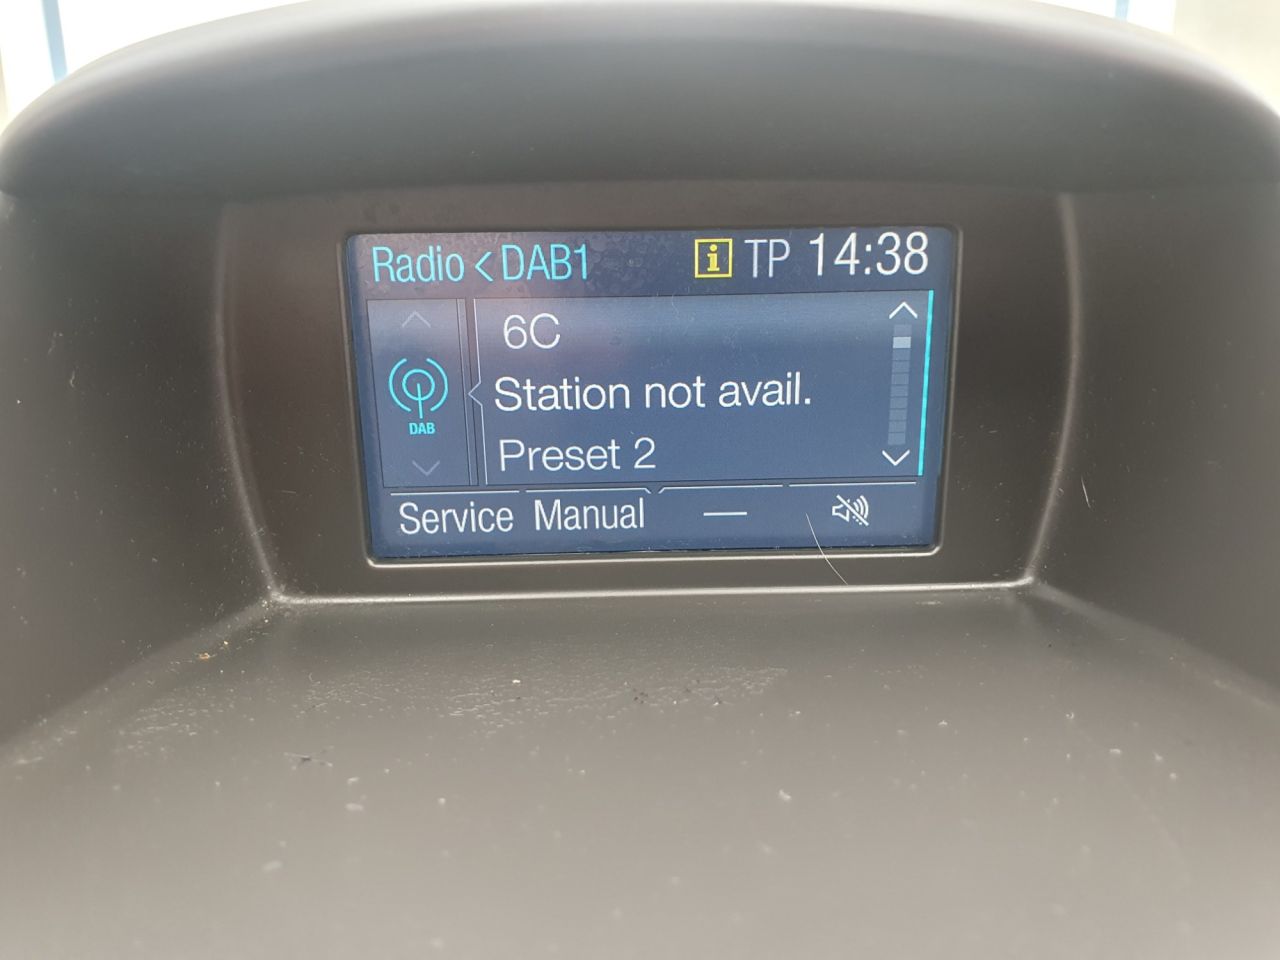 Radio < DAB1 i TP 14:38
6C
DAB
Station not avail.
Preset 2
Service Manual